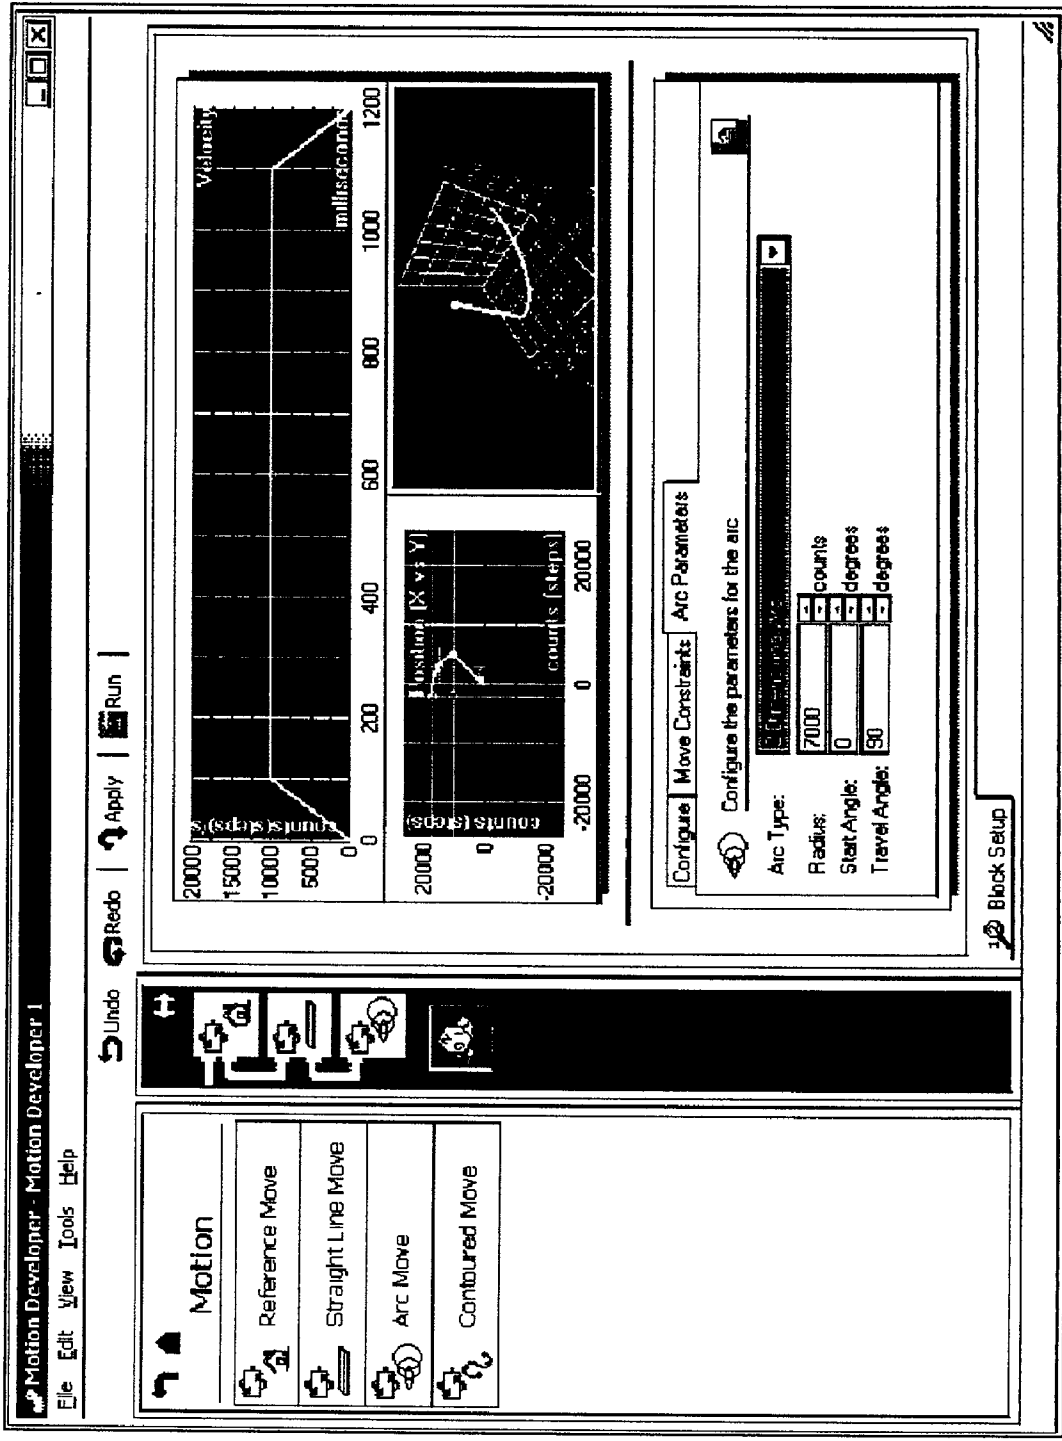 Motion Developer - Motion Developer 1
File Edit View Tools Help
Undo Redo Apply Run
Motion
Reference Move
Straight Line Move
Arc Move
Contoured Move
20000
15000
10000
5000
0
counts(steps)/s
Velocity
milliseconds
0 200 400 600 800 1000 1200
20000
0
-20000
counts(steps)
Position [X vs Y]
counts [steps]
-20000 0 20000
Configure Move Constraints Arc Parameters
Configure the parameters for the arc
Arc Type:
Radius: 7000 counts
Start Angle: 0 degrees
Travel Angle: 90 degrees
Block Setup